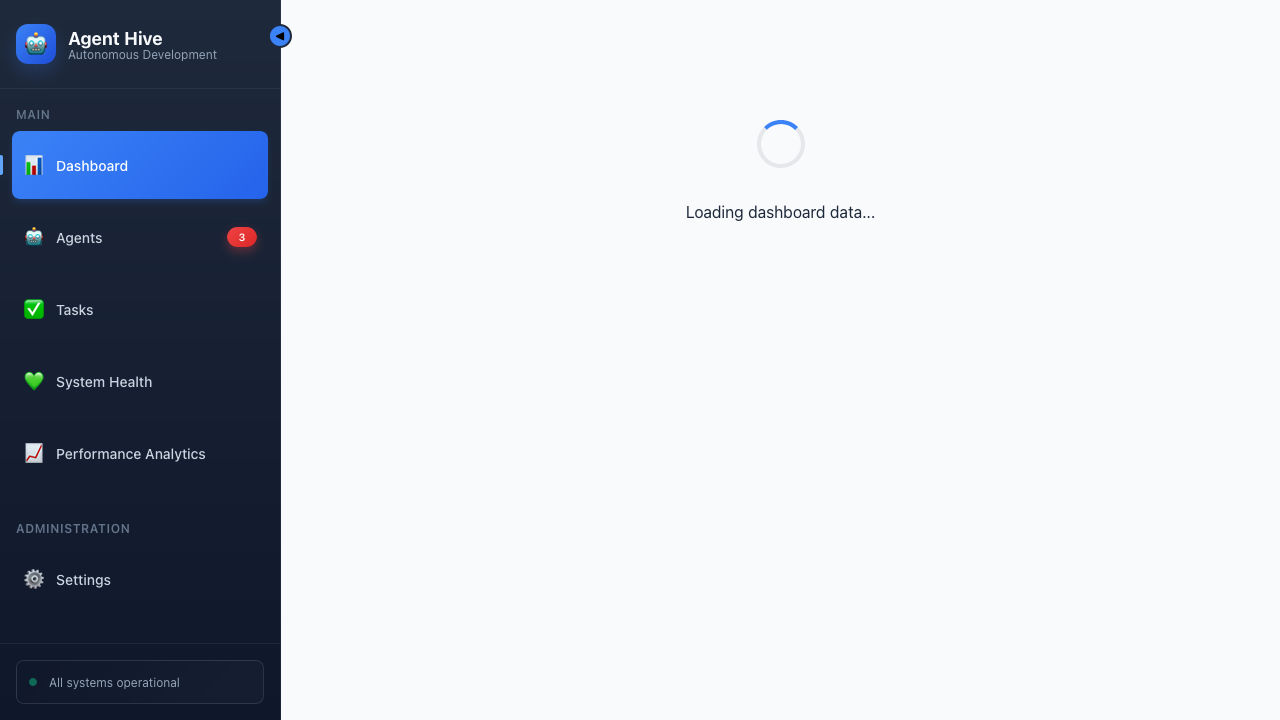 Agent Hive
Autonomous Development
MAIN
Dashboard
Agents
3
Tasks
System Health
Performance Analytics
ADMINISTRATION
Settings
All systems operational
Loading dashboard data...